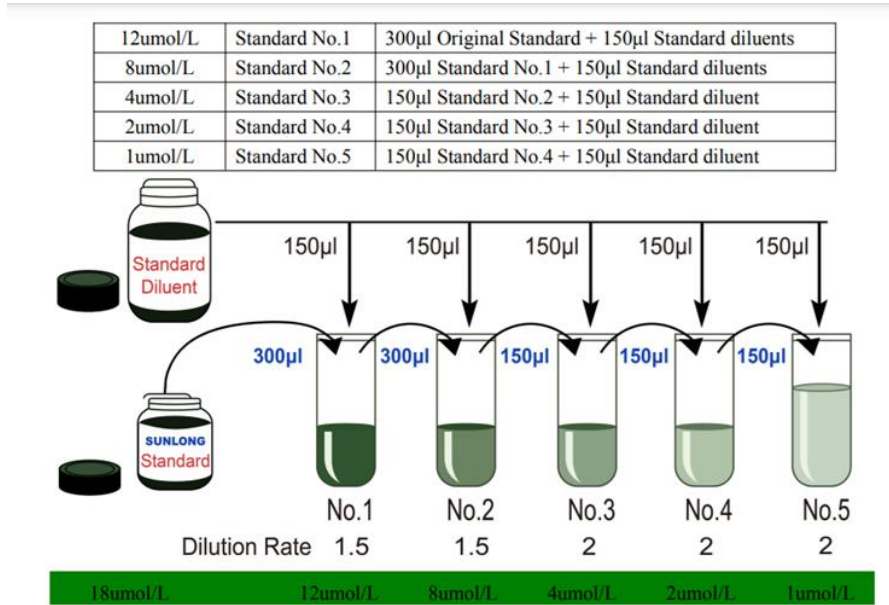 12umol/L Standard No.1 300µl Original Standard + 150µl Standard diluents
8umol/L Standard No.2 300µl Standard No.1 + 150µl Standard diluents
4umol/L Standard No.3 150µl Standard No.2 + 150µl Standard diluent
2umol/L Standard No.4 150µl Standard No.3 + 150µl Standard diluent
1umol/L Standard No.5 150µl Standard No.4 + 150µl Standard diluent
150µl 150µl 150µl 150µl 150µl
Standard
Diluent
300µl 300µl 150µl 150µl 150µl
SUNLONG
Standard
No.1 No.2 No.3 No.4 No.5
Dilution Rate 1.5 1.5 2 2 2
18umol/L 12umol/L 8umol/L 4umol/L 2umol/L 1umol/L